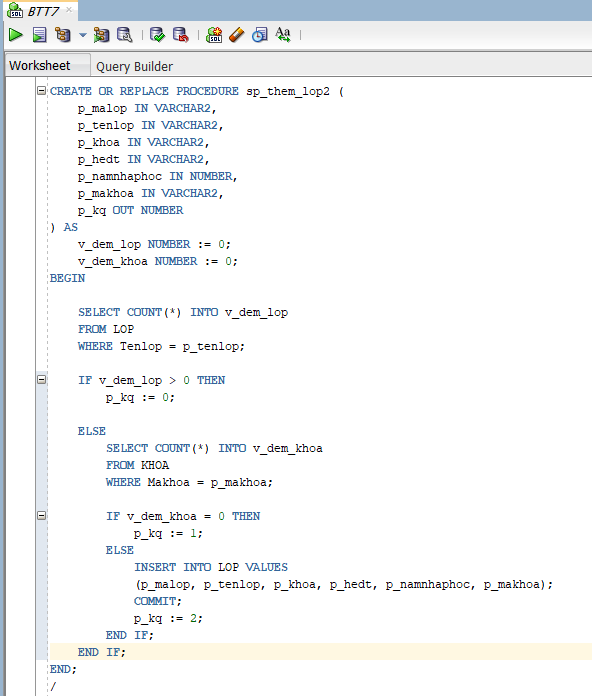 BTT7
Worksheet Query Builder
CREATE OR REPLACE PROCEDURE sp_them_lop2 (
    p_malop IN VARCHAR2,
    p_tenlop IN VARCHAR2,
    p_khoa IN VARCHAR2,
    p_hedt IN VARCHAR2,
    p_namnhaphoc IN NUMBER,
    p_makhoa IN VARCHAR2,
    p_kq OUT NUMBER
) AS
    v_dem_lop NUMBER := 0;
    v_dem_khoa NUMBER := 0;
BEGIN

    SELECT COUNT(*) INTO v_dem_lop
    FROM LOP
    WHERE Tenlop = p_tenlop;

    IF v_dem_lop > 0 THEN
        p_kq := 0;

    ELSE
        SELECT COUNT(*) INTO v_dem_khoa
        FROM KHOA
        WHERE Makhoa = p_makhoa;

        IF v_dem_khoa = 0 THEN
            p_kq := 1;
        ELSE
            INSERT INTO LOP VALUES
            (p_malop, p_tenlop, p_khoa, p_hedt, p_namnhaphoc, p_makhoa);
            COMMIT;
            p_kq := 2;
        END IF;
    END IF;
END;
/